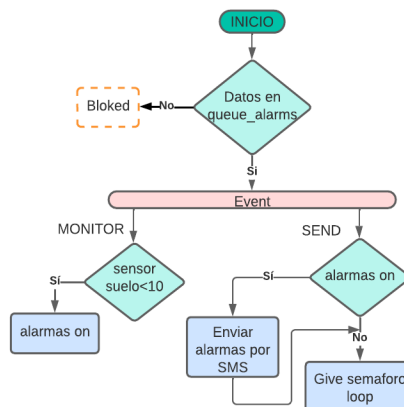 INICIO
Datos en
queue_alarms
Bloked
No
Si
Event
MONITOR
SEND
sensor
suelo<10
Sí
alarmas on
alarmas on
Sí
Enviar
alarmas por
SMS
No
Give semaforo
loop